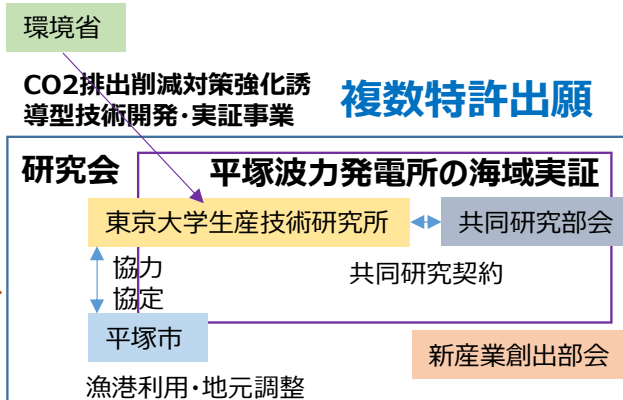 環境省
CO2排出削減対策強化誘
導型技術開発･実証事業
複数特許出願
研究会
平塚波力発電所の海域実証
東京大学生産技術研究所
共同研究部会
協力
協定
共同研究契約
平塚市
新産業創出部会
漁港利用･地元調整